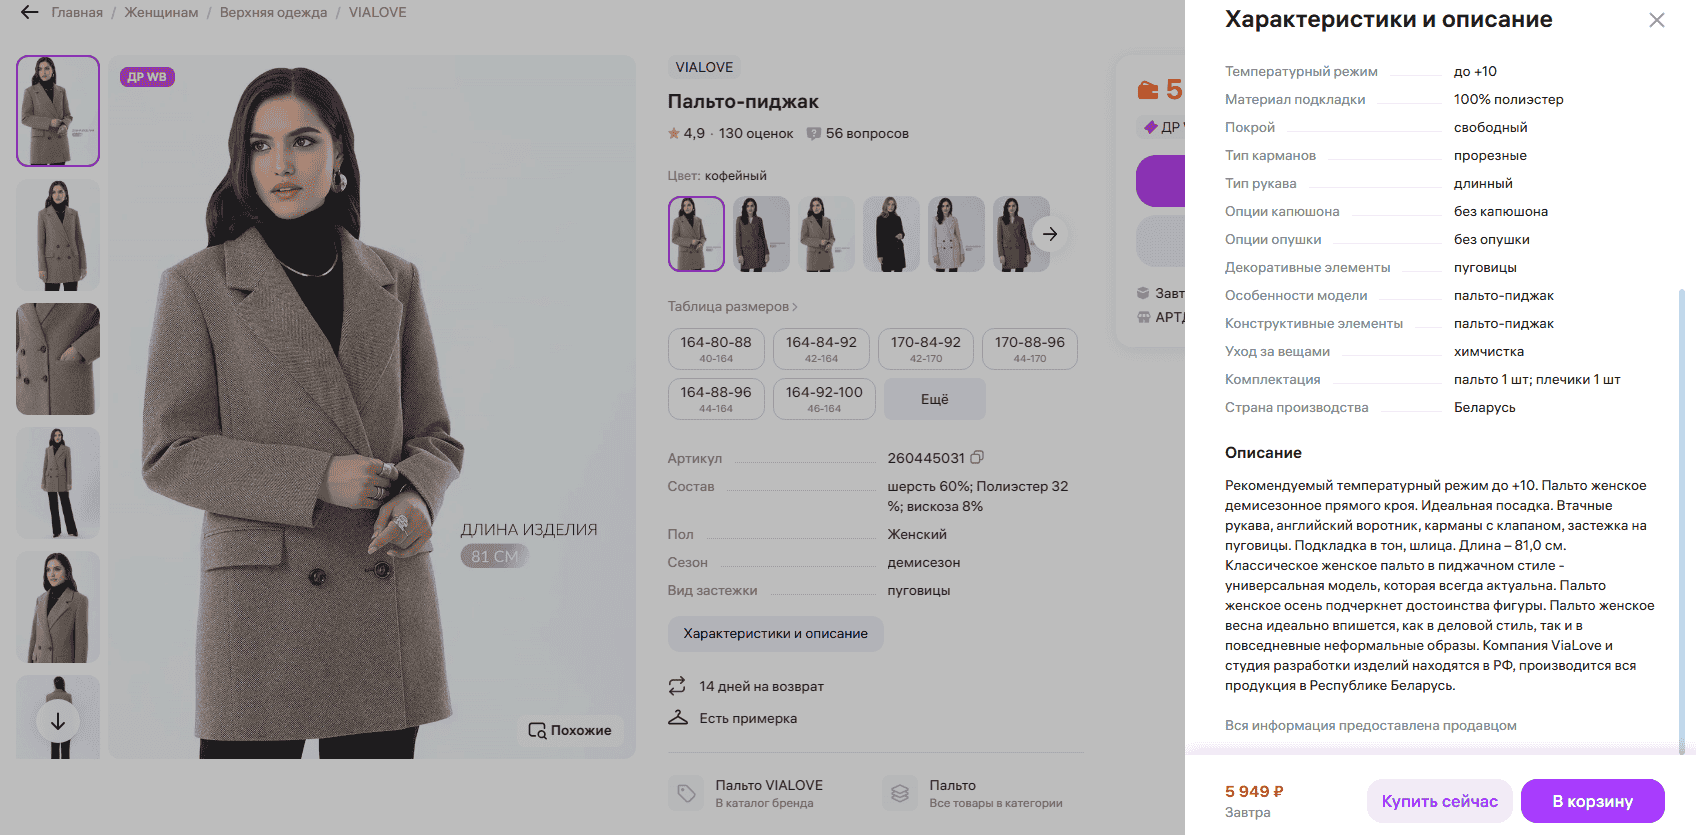 Главная / Женщинам / Верхняя одежда / VIALOVE
ДР WB
ДЛИНА ИЗДЕЛИЯ
81 СМ
Похожие
VIALOVE
Пальто-пиджак
4,9 · 130 оценок 56 вопросов
Цвет: кофейный
Таблица размеров
164-80-88 164-84-92 170-84-92 170-88-96
40-164 42-164 42-170 44-170
164-88-96 164-92-100 Ещё
44-164 46-164
Артикул 260445031
Состав шерсть 60%; Полиэстер 32
%; вискоза 8%
Пол Женский
Сезон демисезон
Вид застежки пуговицы
Характеристики и описание
14 дней на возврат
Есть примерка
Пальто VIALOVE
В каталог бренда
Пальто
Все товары в категории
5
ДР
Завт
Характеристики и описание
Температурный режим до +10
Материал подкладки 100% полиэстер
Покрой свободный
Тип карманов прорезные
Тип рукава длинный
Опции капюшона без капюшона
Опции опушки без опушки
Декоративные элементы пуговицы
Особенности модели пальто-пиджак
Конструктивные элементы пальто-пиджак
Уход за вещами химчистка
Комплектация пальто 1 шт; плечики 1 шт
Страна производства Беларусь
Описание
Рекомендуемый температурный режим до +10. Пальто женское
демисезонное прямого кроя. Идеальная посадка. Втачные
рукава, английский воротник, карманы с клапаном, застежка на
пуговицы. Подкладка в тон, шлица. Длина – 81,0 см.
Классическое женское пальто в пиджачном стиле -
универсальная модель, которая всегда актуальна. Пальто
женское осень подчеркнет достоинства фигуры. Пальто женское
весна идеально впишется, как в деловой стиль, так и в
повседневные неформальные образы. Компания ViaLove и
студия разработки изделий находятся в РФ, производится вся
продукция в Республике Беларусь.
Вся информация предоставлена продавцом
5 949 ₽
Завтра
Купить сейчас
В корзину